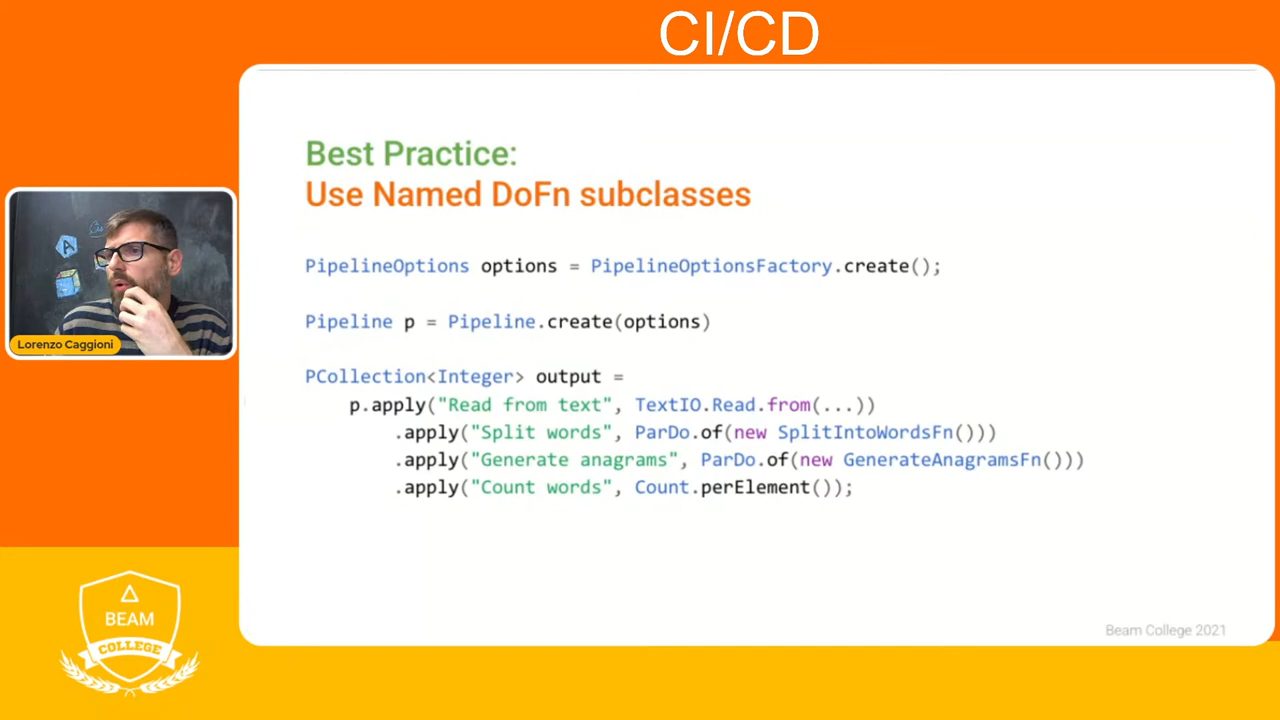 CI/CD
Best Practice:
Use Named DoFn subclasses
PipelineOptions options = PipelineOptionsFactory.create();
Pipeline p = Pipeline.create(options)
PCollection<Integer> output =
p.apply("Read from text", TextIO.Read.from(...))
.apply("Split words", ParDo.of(new SplitIntoWordsFn()))
.apply("Generate anagrams", ParDo.of(new GenerateAnagramsFn()))
.apply("Count words", Count.perElement());
A
Lorenzo Caggioni
BEAM
COLLEGE
Beam College 2021